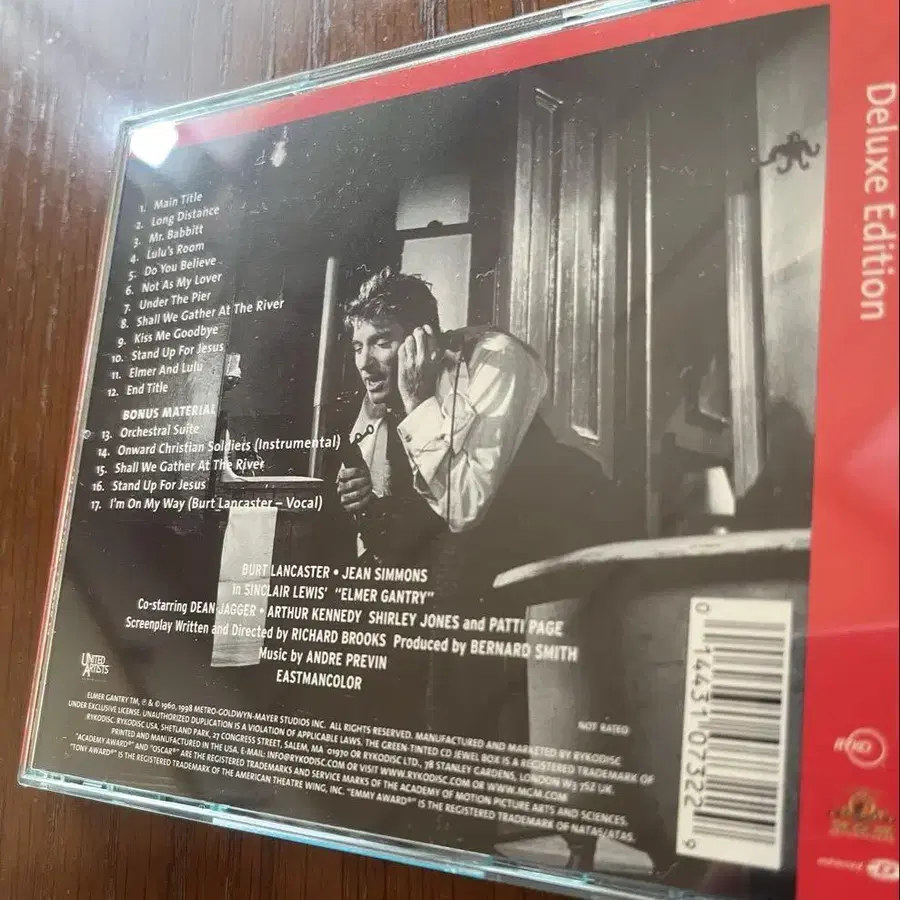 1. Main Title
2. Long Distance
3. Mr. Babbitt
4. Lulu's Room
5. Do You Believe
6. Not As My Lover
7. Under The Pier
8. Shall We Gather At The River
9. Kiss Me Goodbye
10. Stand Up For Jesus
11. Elmer And Lulu
12. End Title
BONUS MATERIAL
13. Orchestral Suite
14. Onward Christian Soldiers (Instrumental)
15. Shall We Gather At The River
16. Stand Up For Jesus
17. I'm On My Way (Burt Lancaster – Vocal)
BURT LANCASTER • JEAN SIMMONS
in SINCLAIR LEWIS' "ELMER GANTRY"
Co-starring DEAN JAGGER • ARTHUR KENNEDY SHIRLEY JONES and PATTI PAGE
Screenplay Written and Directed by RICHARD BROOKS Produced by BERNARD SMITH
Music by ANDRE PREVIN
EASTMANCOLOR
UNITED
ARTISTS
NOT RATED
ELMER GANTRY TM, ℗ & © 1960, 1998 METRO-GOLDWYN-MAYER STUDIOS INC. ALL RIGHTS RESERVED. MANUFACTURED AND MARKETED BY RYKODISC
UNDER EXCLUSIVE LICENSE. UNAUTHORIZED DUPLICATION IS A VIOLATION OF APPLICABLE LAWS. THE GREEN-TINTED CD JEWEL BOX IS A REGISTERED TRADEMARK OF
RYKODISC. RYKODISC USA, SHETLAND PARK, 27 CONGRESS STREET, SALEM, MA 01970 OR RYKODISC LTD., 78 STANLEY GARDENS, LONDON W3 7SZ UK.
PRINTED AND MANUFACTURED IN THE USA. E-MAIL: INFO@RYKODISC.COM OR VISIT WWW.RYKODISC.COM OR WWW.MGM.COM
"ACADEMY AWARD®" AND "OSCAR®" ARE THE REGISTERED TRADEMARKS AND SERVICE MARKS OF THE ACADEMY OF MOTION PICTURE ARTS AND SCIENCES.
"TONY AWARD®" IS THE REGISTERED TRADEMARK OF THE AMERICAN THEATRE WING, INC. "EMMY AWARD®" IS THE REGISTERED TRADEMARK OF NATAS/ATAS.
0 14431 07322 9
Deluxe Edition
RYKO
enhanced